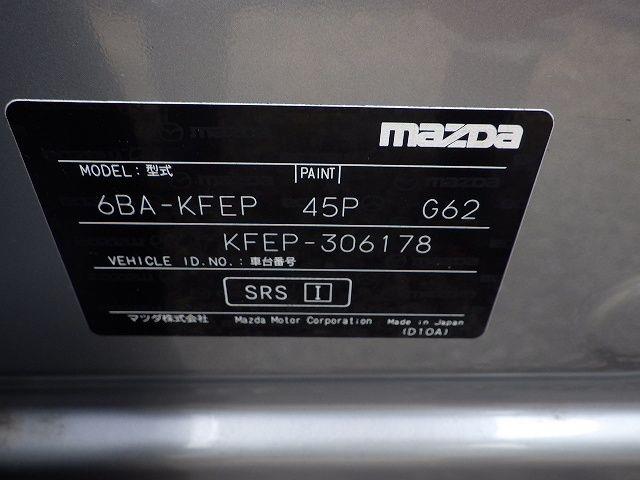 mazda
MODEL:型式 PAINT
6BA-KFEP 45P G62
KFEP-306178
VEHICLE ID.NO.:車台番号
SRS I
マツダ株式会社 Mazda Motor Corporation Made in Japan
(D10A)